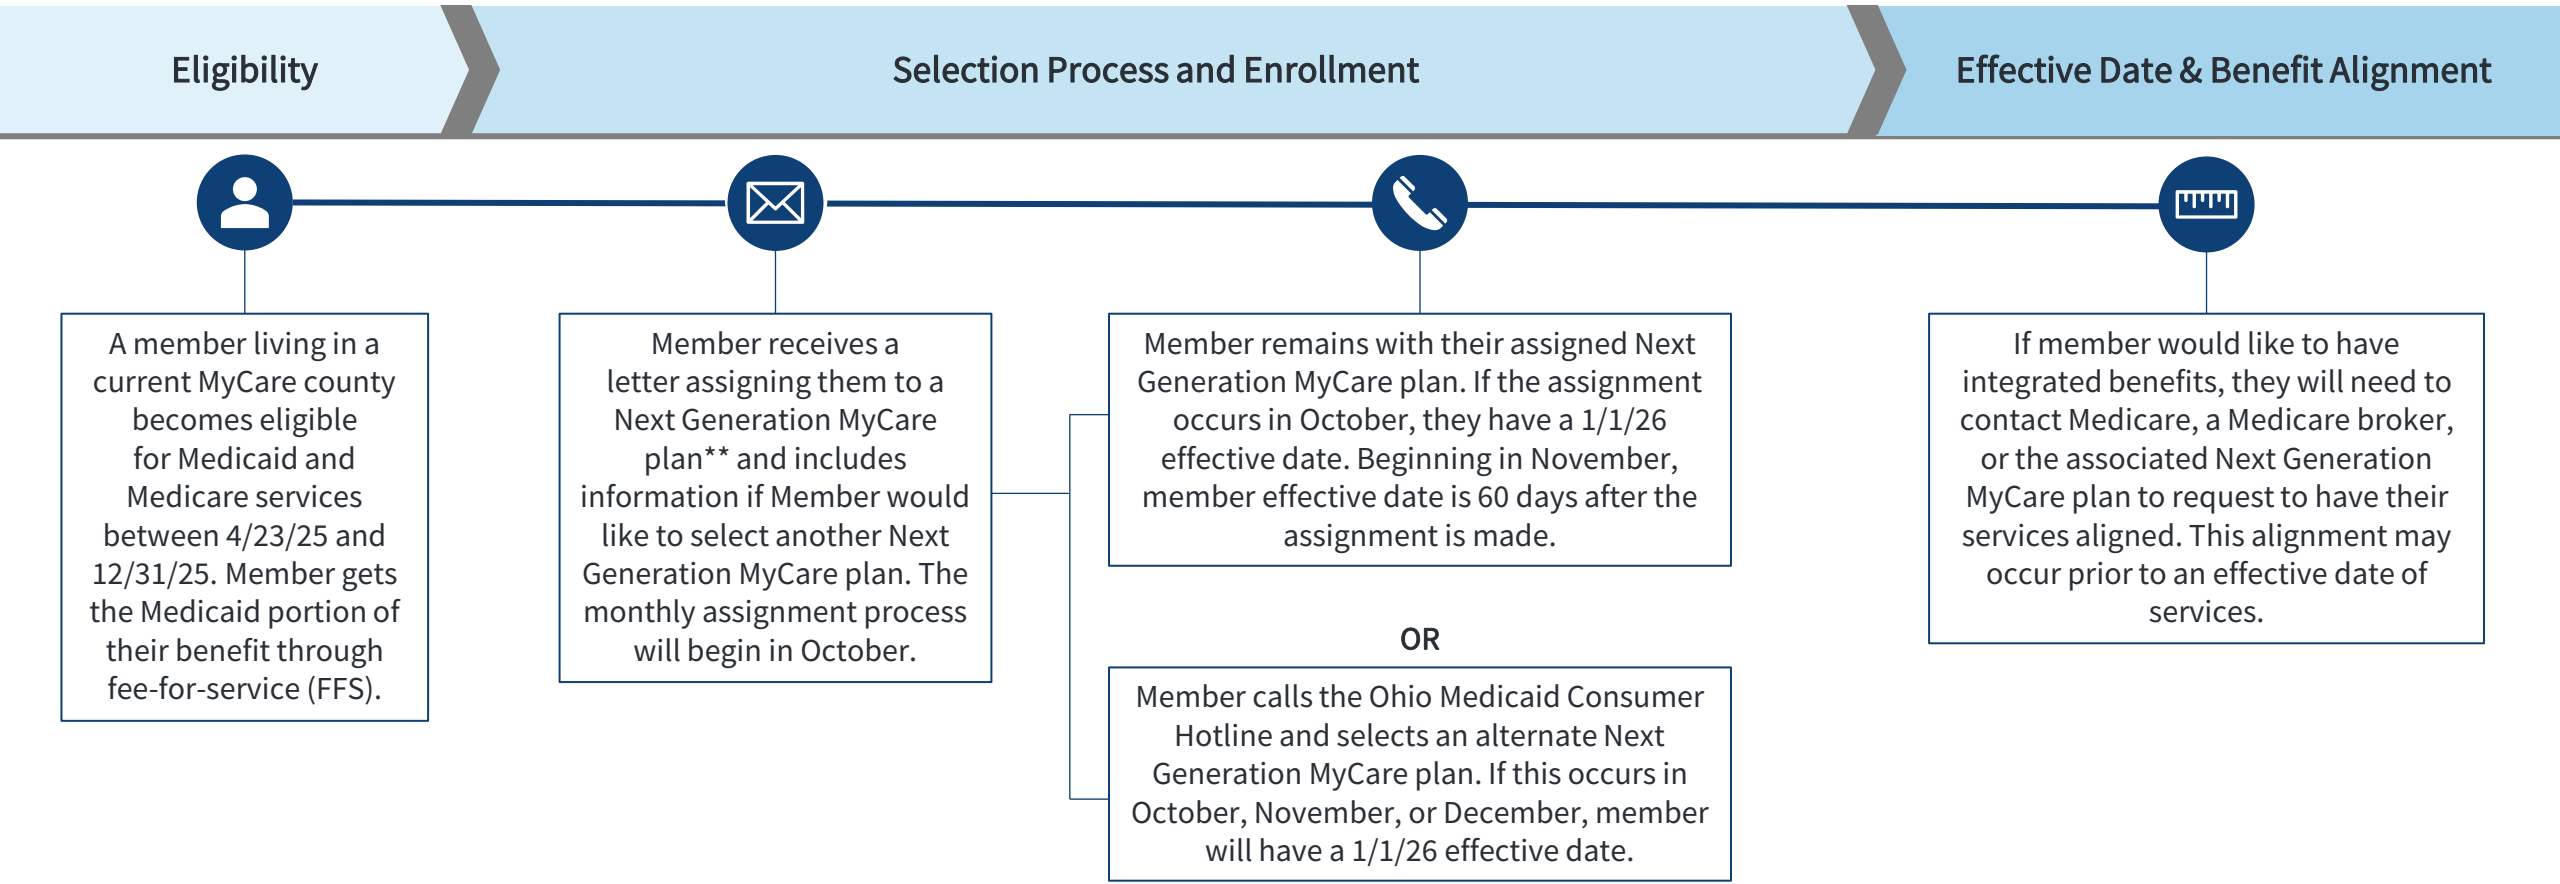 Eligibility
Selection Process and Enrollment
Effective Date & Benefit Alignment
A member living in a
current MyCare county
becomes eligible
for Medicaid and
Medicare services
between 4/23/25 and
12/31/25. Member gets
the Medicaid portion of
their benefit through
fee-for-service (FFS).
Member receives a
letter assigning them to a
Next Generation MyCare
plan** and includes
information if Member would
like to select another Next
Generation MyCare plan. The
monthly assignment process
will begin in October.
Member remains with their assigned Next
Generation MyCare plan. If the assignment
occurs in October, they have a 1/1/26
effective date. Beginning in November,
member effective date is 60 days after the
assignment is made.
OR
Member calls the Ohio Medicaid Consumer
Hotline and selects an alternate Next
Generation MyCare plan. If this occurs in
October, November, or December, member
will have a 1/1/26 effective date.
If member would like to have
integrated benefits, they will need to
contact Medicare, a Medicare broker,
or the associated Next Generation
MyCare plan to request to have their
services aligned. This alignment may
occur prior to an effective date of
services.